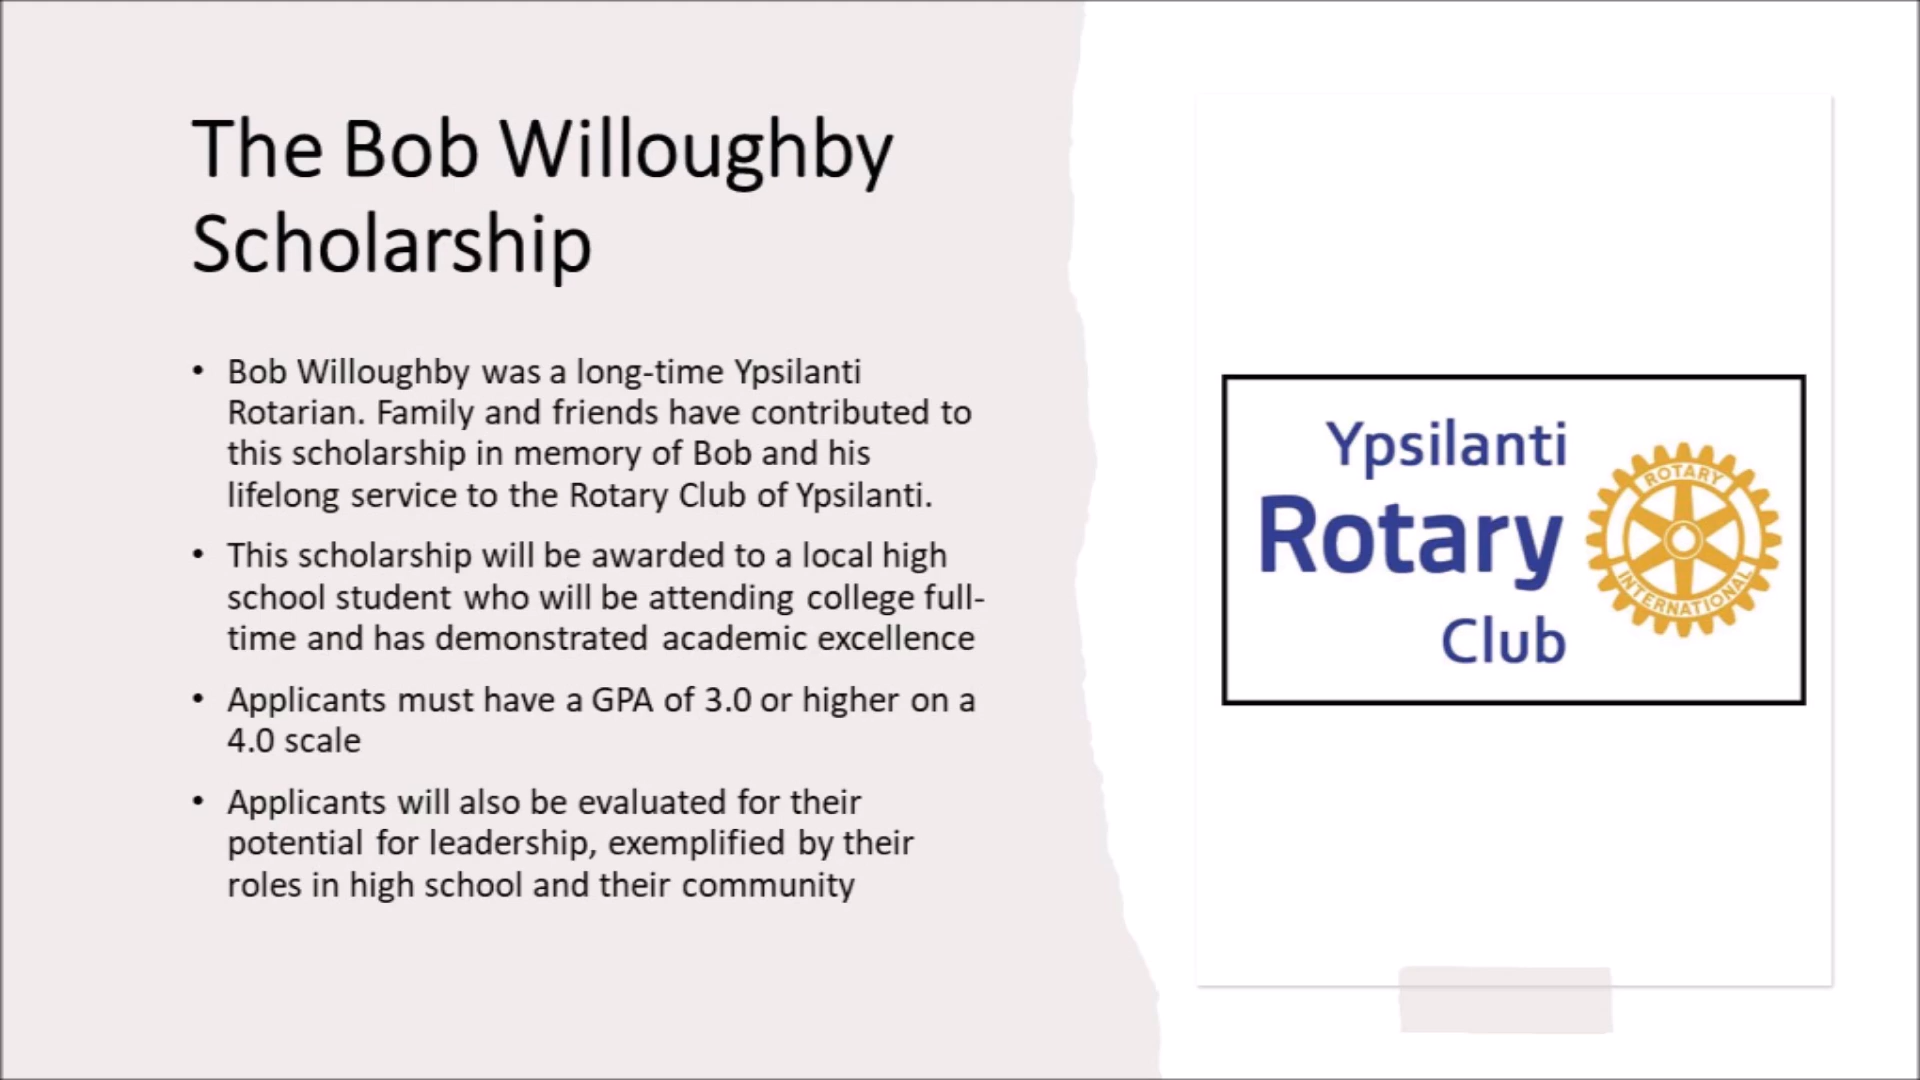 The Bob Willoughby
Scholarship
• Bob Willoughby was a long-time Ypsilanti
Rotarian. Family and friends have contributed to
this scholarship in memory of Bob and his
lifelong service to the Rotary Club of Ypsilanti.
• This scholarship will be awarded to a local high
school student who will be attending college full-
time and has demonstrated academic excellence
• Applicants must have a GPA of 3.0 or higher on a
4.0 scale
• Applicants will also be evaluated for their
potential for leadership, exemplified by their
roles in high school and their community
Ypsilanti
Rotary
Club
ROTARY
INTERNATIONAL